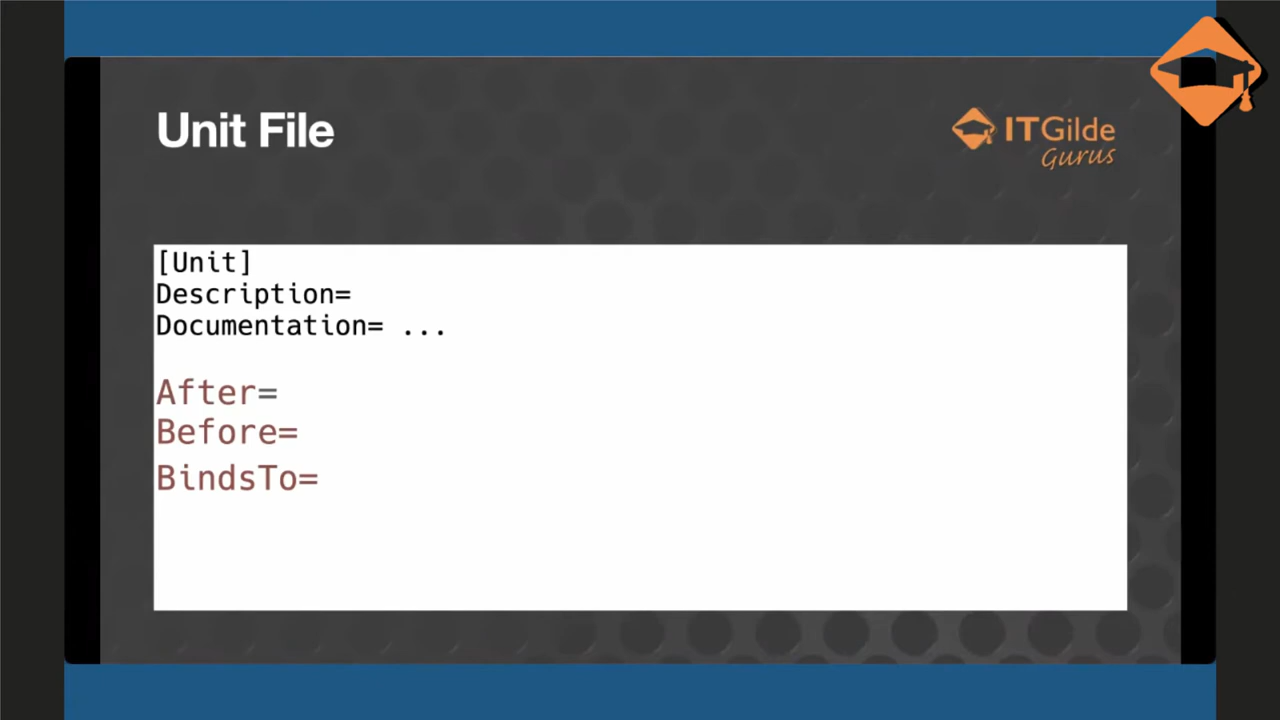 Unit File
ITGilde
Gurus
[Unit]
Description=
Documentation= ...
After=
Before=
BindsTo=